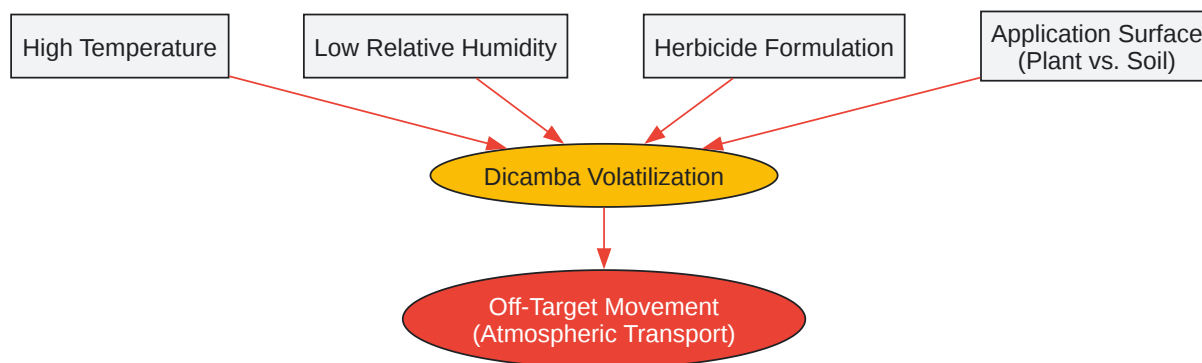 High Temperature
Low Relative Humidity
Herbicide Formulation
Application Surface
(Plant vs. Soil)
Dicamba Volatilization
Off-Target Movement
(Atmospheric Transport)